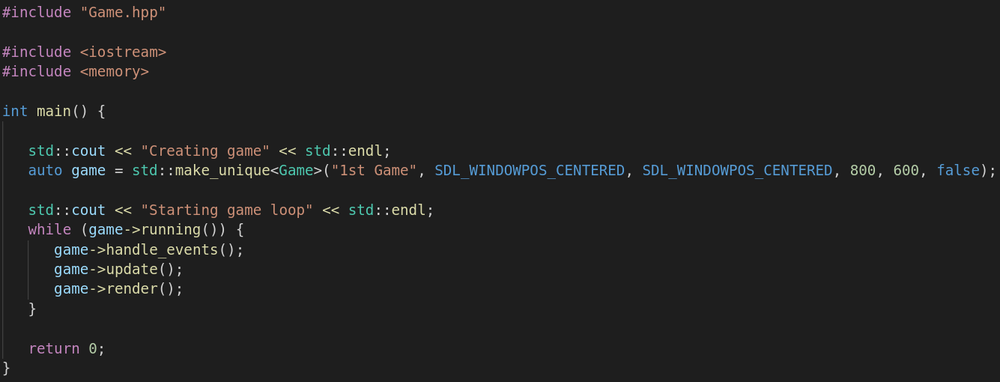 #include "Game.hpp"
#include <iostream>
#include <memory>
int main() {
std::cout << "Creating game" << std::endl;
auto game = std::make_unique<Game>("1st Game", SDL_WINDOWPOS_CENTERED, SDL_WINDOWPOS_CENTERED, 800, 600, false);
std::cout << "Starting game loop" << std::endl;
while (game->running()) {
game->handle_events();
game->update();
game->render();
}
return 0;
}